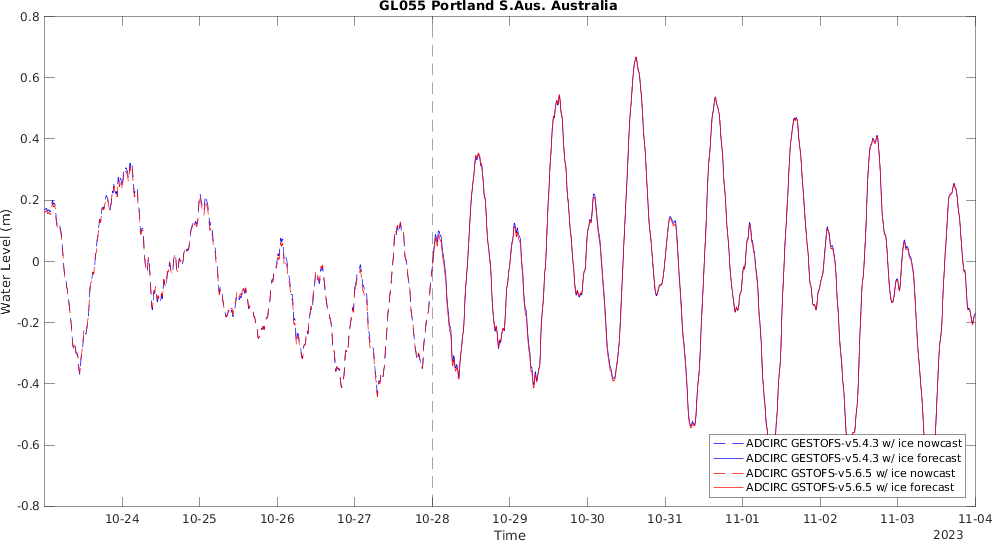 GL055 Portland S.Aus. Australia
0.8
0.6
0.4
0.2
0
-0.2
-0.4
-0.6
-0.8
Water Level (m)
ADCIRC GESTOFS-v5.4.3 w/ ice nowcast
ADCIRC GESTOFS-v5.4.3 w/ ice forecast
ADCIRC GSTOFS-v5.6.5 w/ ice nowcast
ADCIRC GSTOFS-v5.6.5 w/ ice forecast
10-24 10-25 10-26 10-27 10-28 10-29 10-30 10-31 11-01 11-02 11-03 11-04
Time
2023